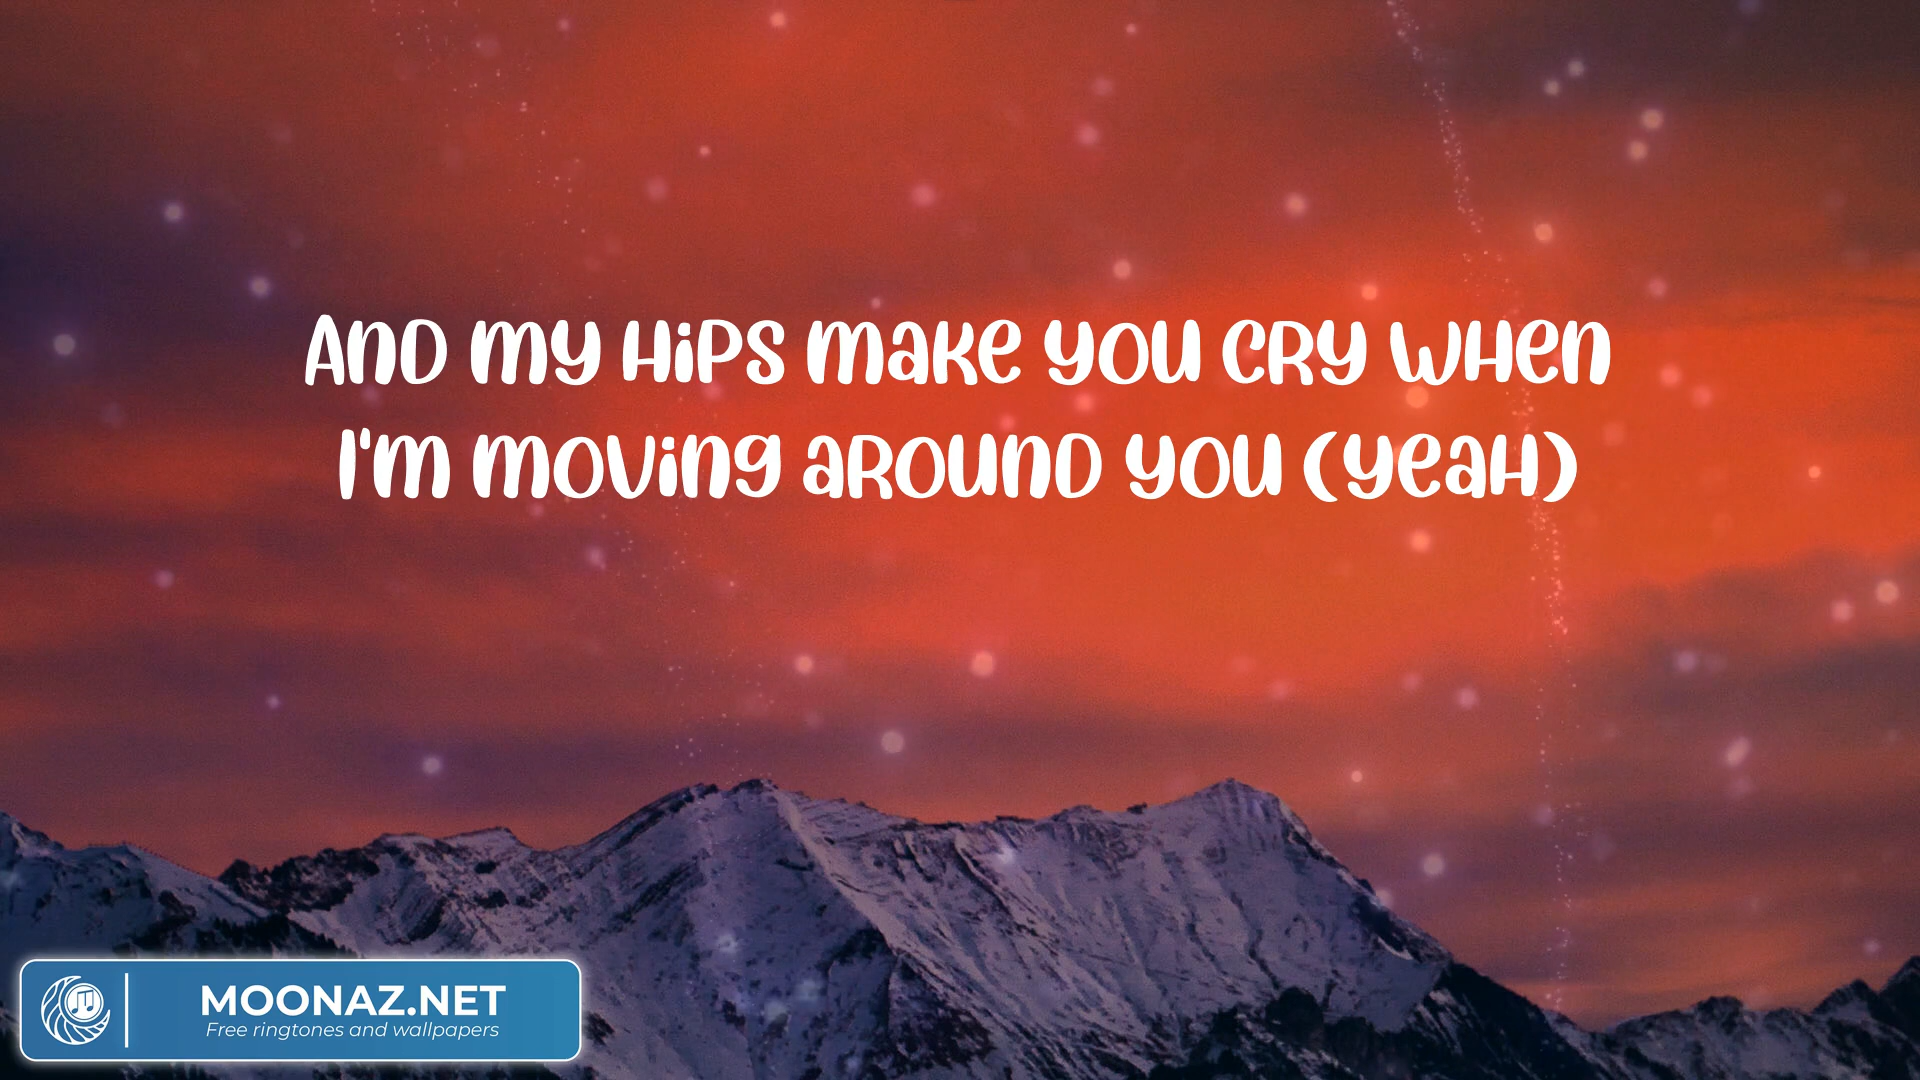 And my hips make you cry when
I'm moving around you (yeah)
MOONAZ.NET
Free ringtones and wallpapers